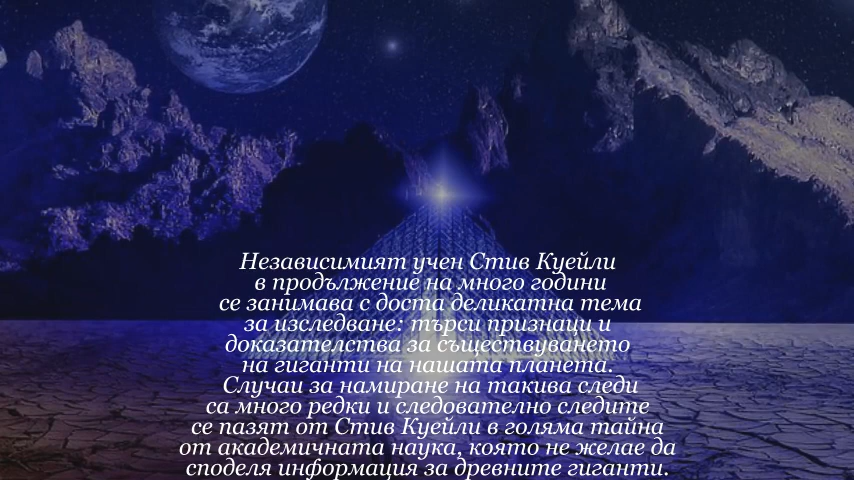 Независимият учен Стив Куейли
в продължение на много години
се занимава с доста деликатна тема
за изследване: търси признаци и
доказателства за съществуването
на гиганти на нашата планета.
Случаи за намиране на такива следи
са много редки и следователно следите
се пазят от Стив Куейли в голяма тайна
от академичната наука, която не желае да
споделя информация за древните гиганти.